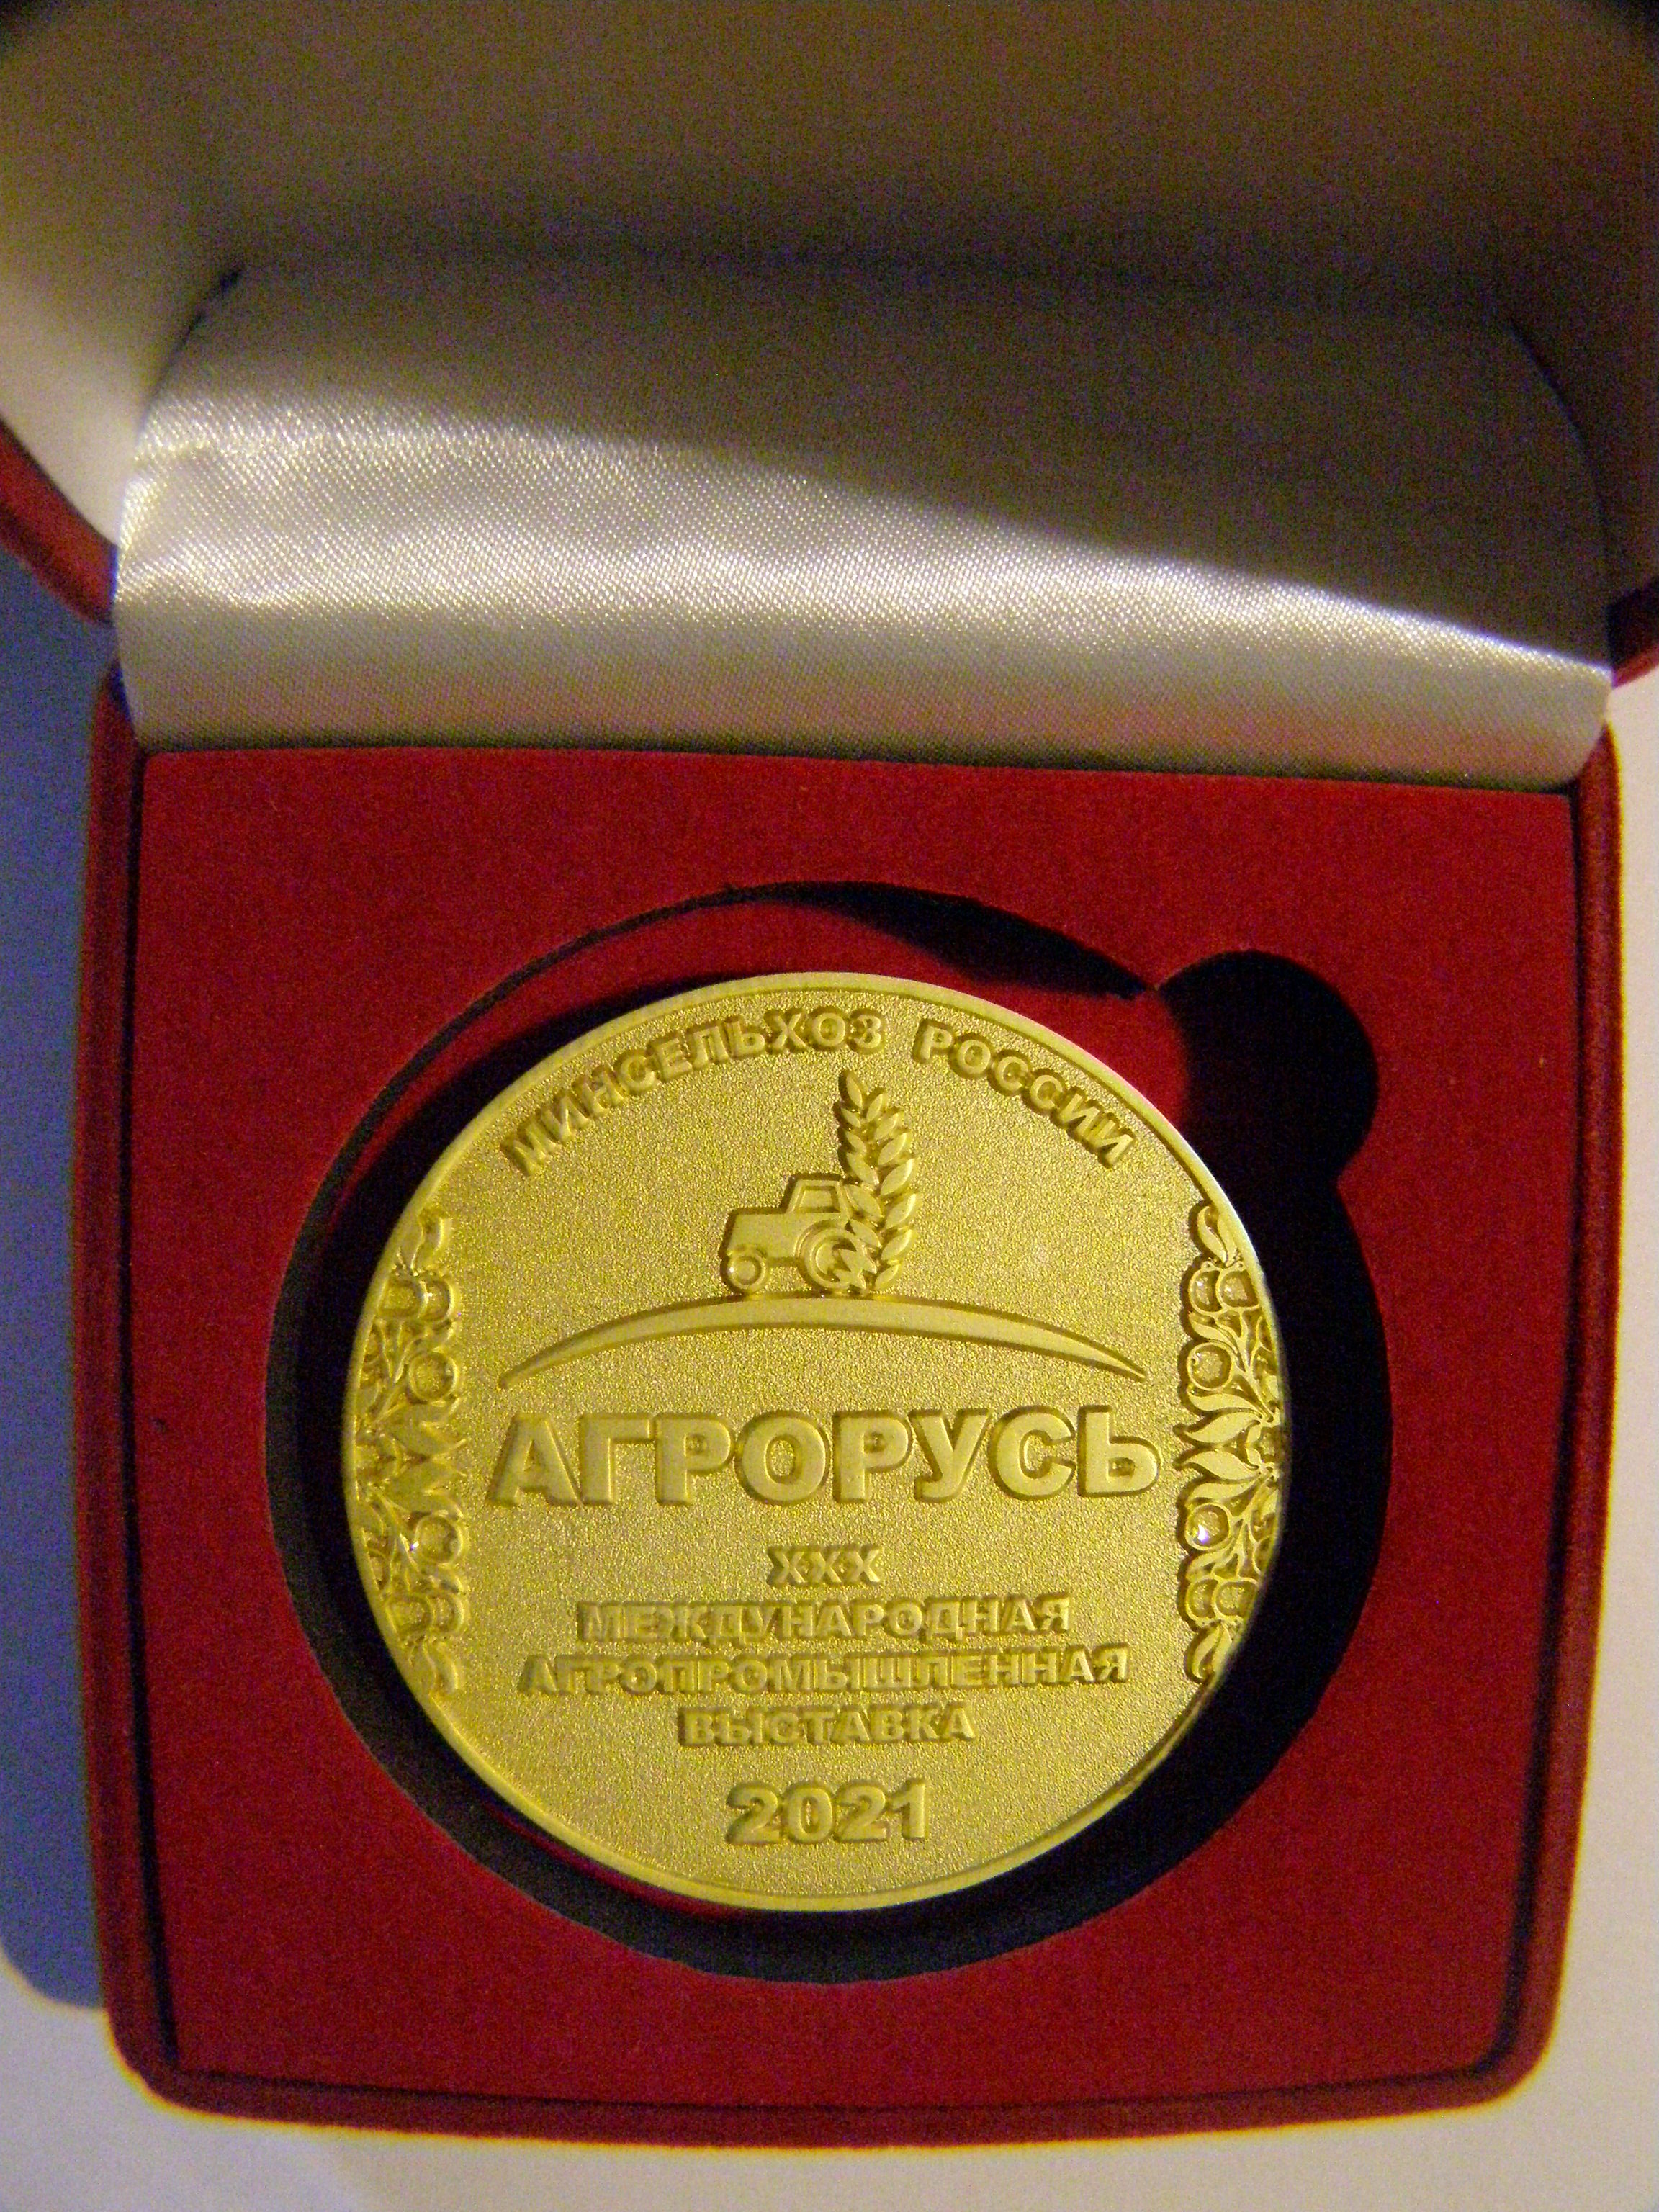 МИНСЕЛЬХОЗ РОССИИ
АГРОРУСЬ
XXX
МЕЖДУНАРОДНАЯ
АГРОПРОМЫШЛЕННАЯ
ВЫСТАВКА
2021